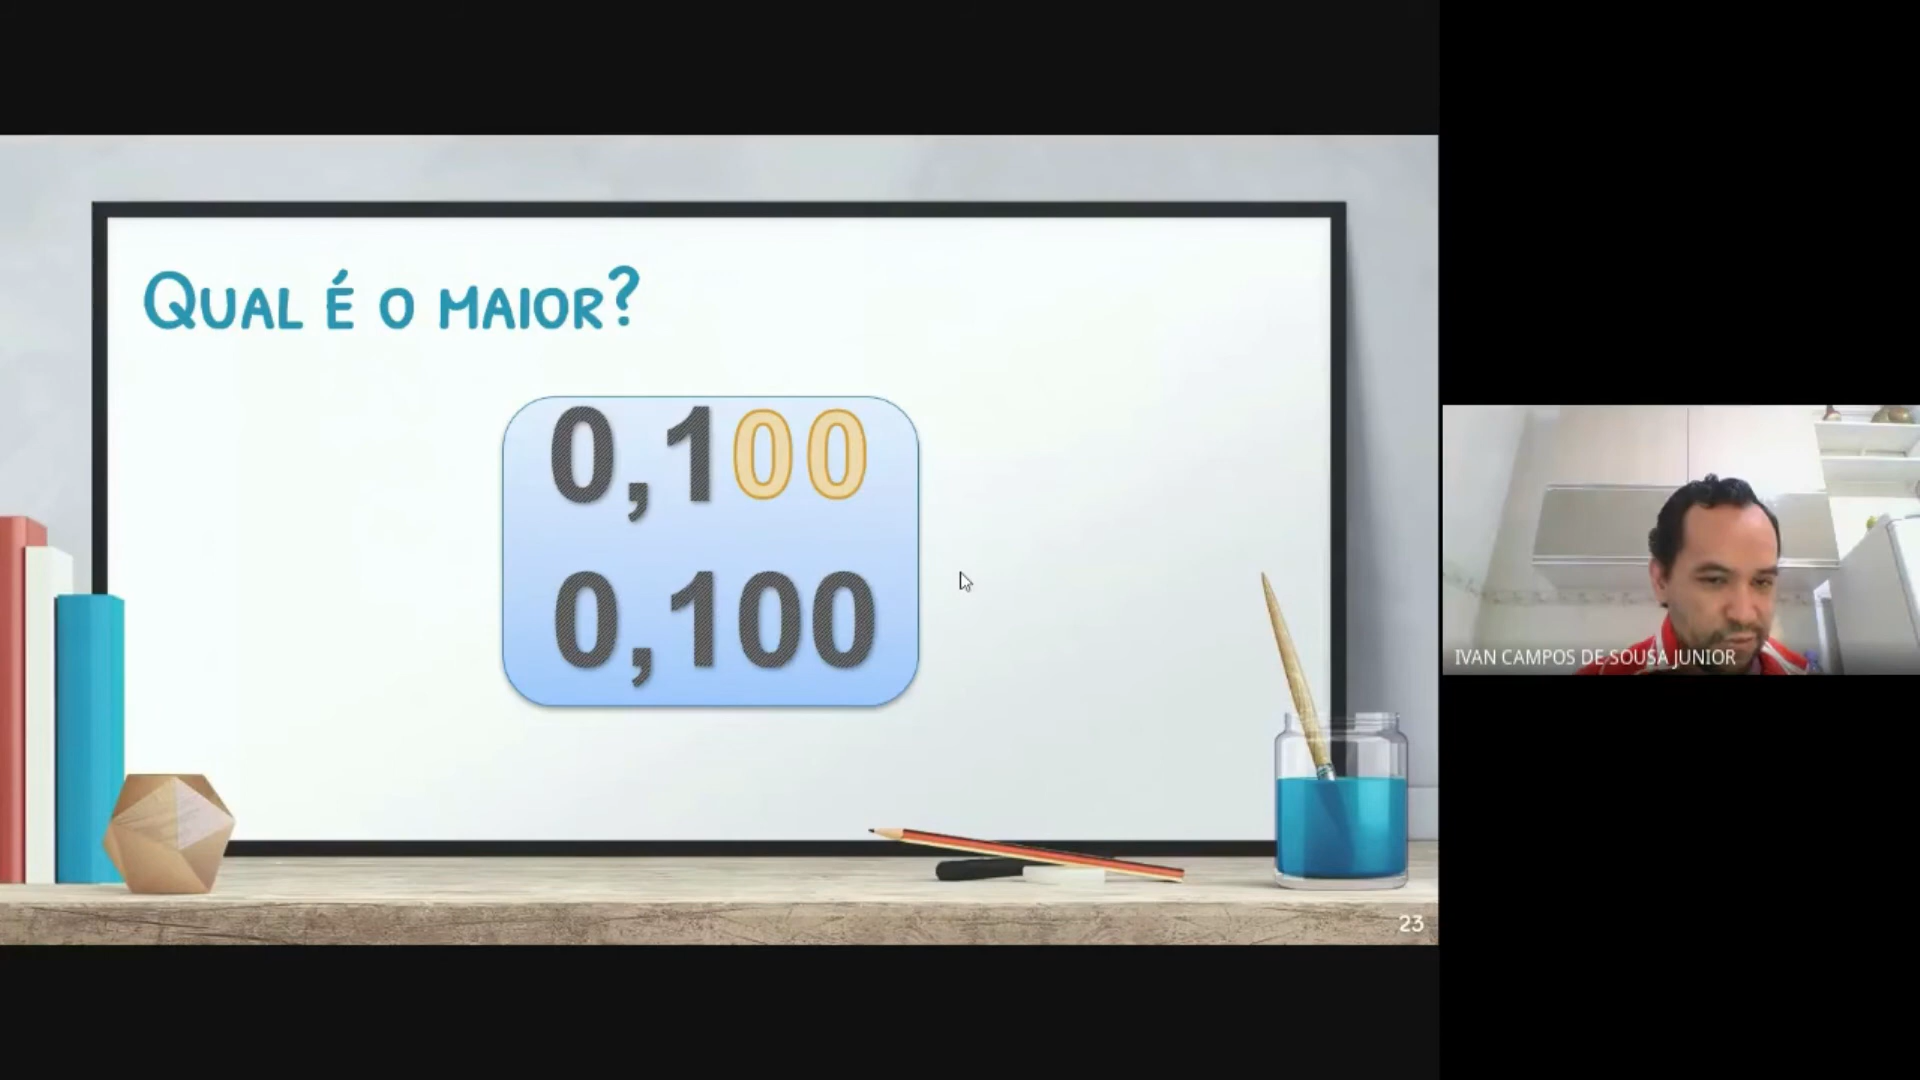 QUAL É O MAIOR?
0,100
0,100
23
IVAN CAMPOS DE SOUSA JUNIOR